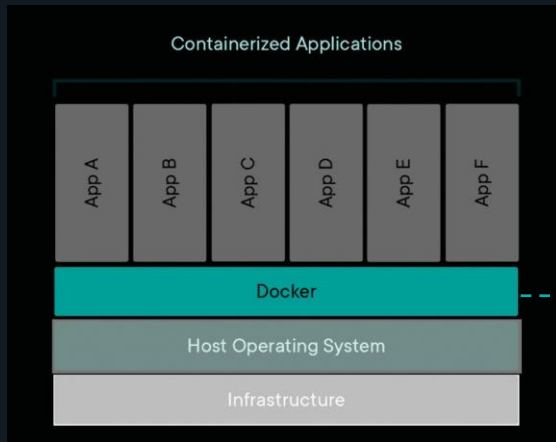 Containerized Applications
App A
App B
App C
App D
App E
App F
Docker
Host Operating System
Infrastructure